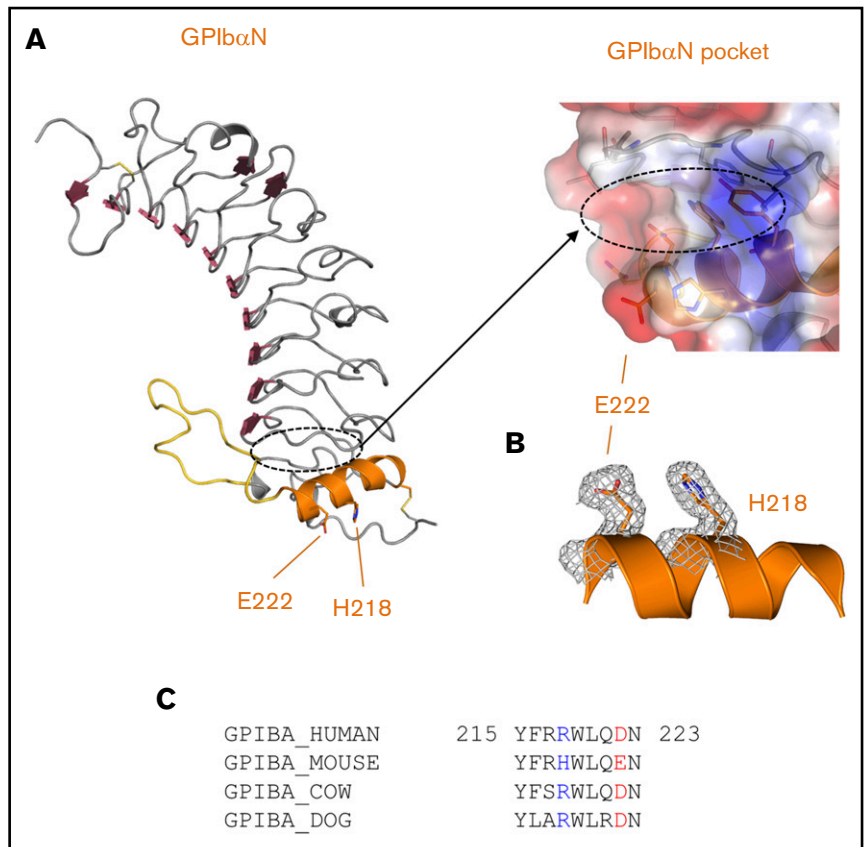 A
GPIbαN
GPIbαN pocket
E222
E222
H218
B
H218
C
GPIBA_HUMAN 215 YFRRWLQDN 223
GPIBA_MOUSE YFRHWLQEN
GPIBA_COW YFSRWLQDN
GPIBA_DOG YLARWLRDN